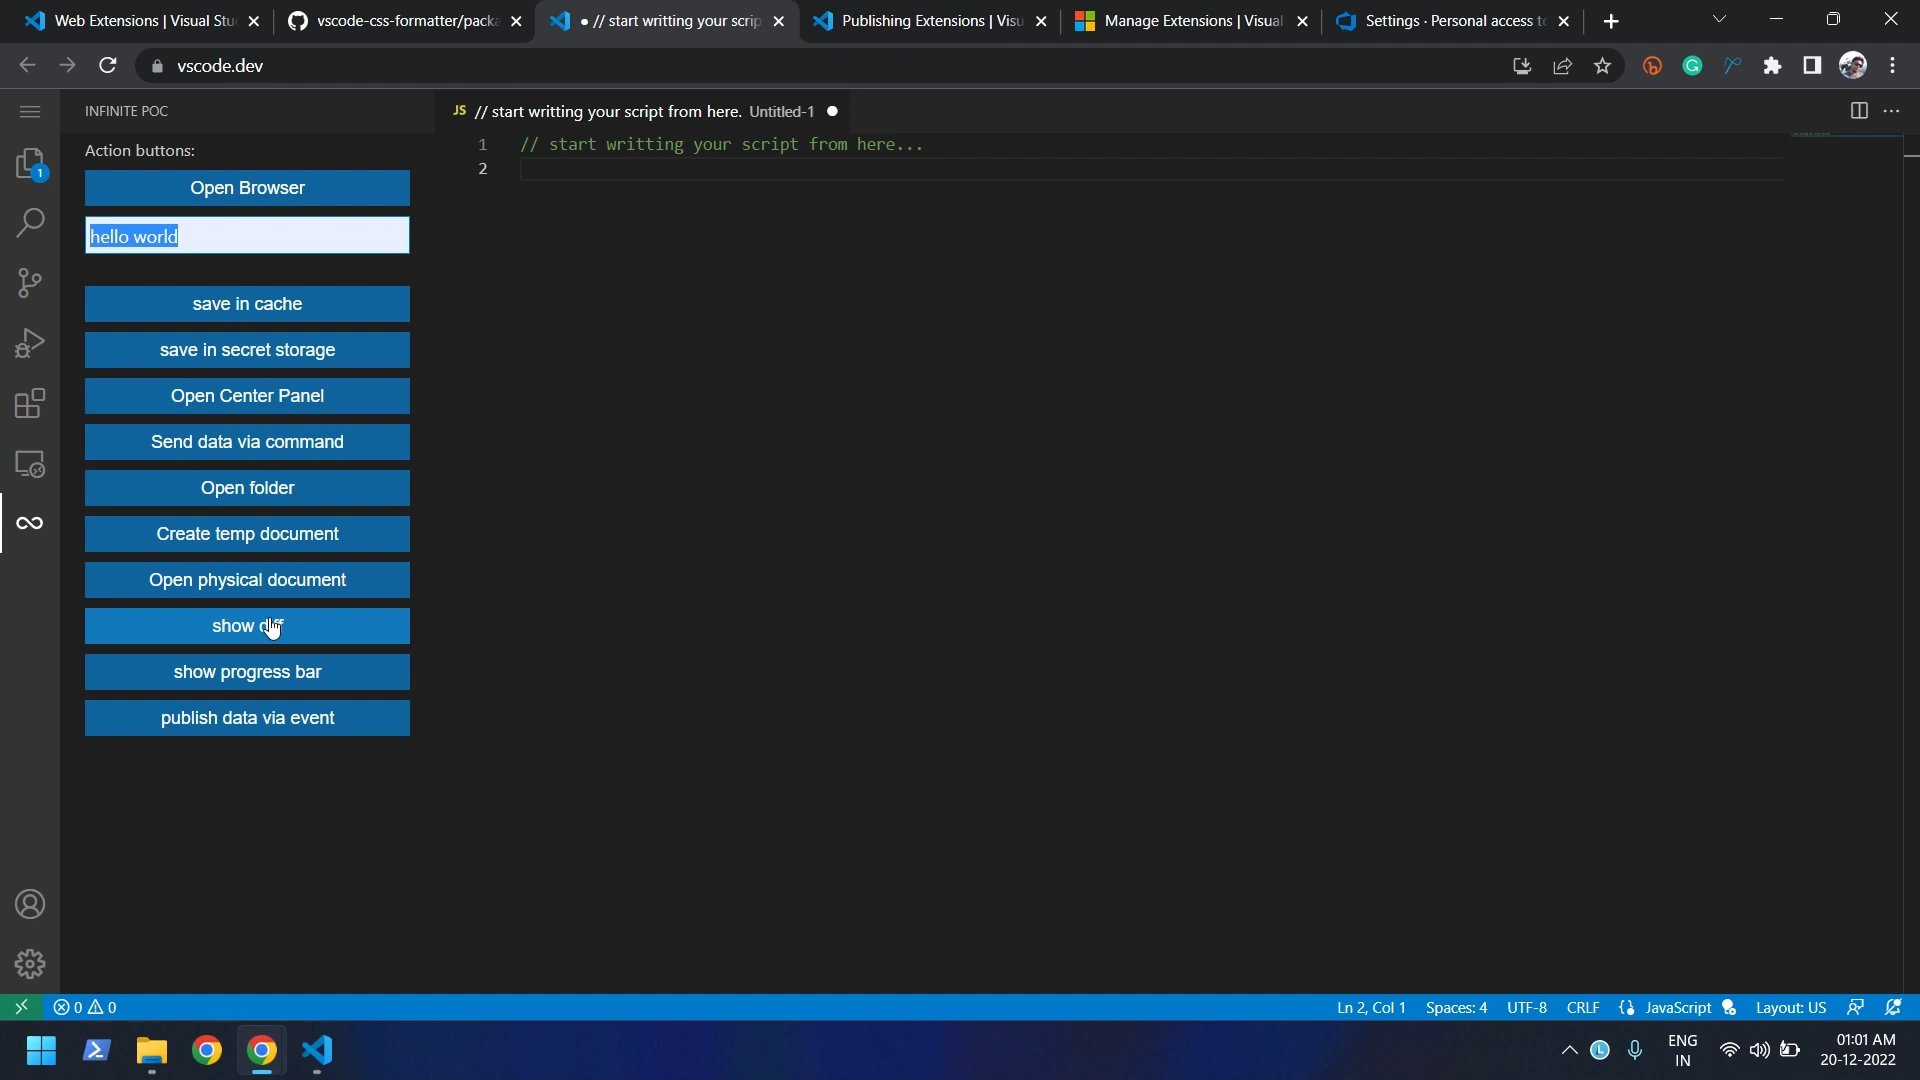 Web Extensions | Visual Stu
vscode-css-formatter/packa
● // start writting your scrip
Publishing Extensions | Visu
Manage Extensions | Visual
Settings · Personal access to
vscode.dev
INFINITE POC
JS // start writting your script from here. Untitled-1
Action buttons:
1 // start writting your script from here...
2
Open Browser
hello world
save in cache
save in secret storage
Open Center Panel
Send data via command
Open folder
Create temp document
Open physical document
show diff
show progress bar
publish data via event
1
0 0
Ln 2, Col 1 Spaces: 4 UTF-8 CRLF {} JavaScript Layout: US
L
ENG
IN
01:01 AM
20-12-2022